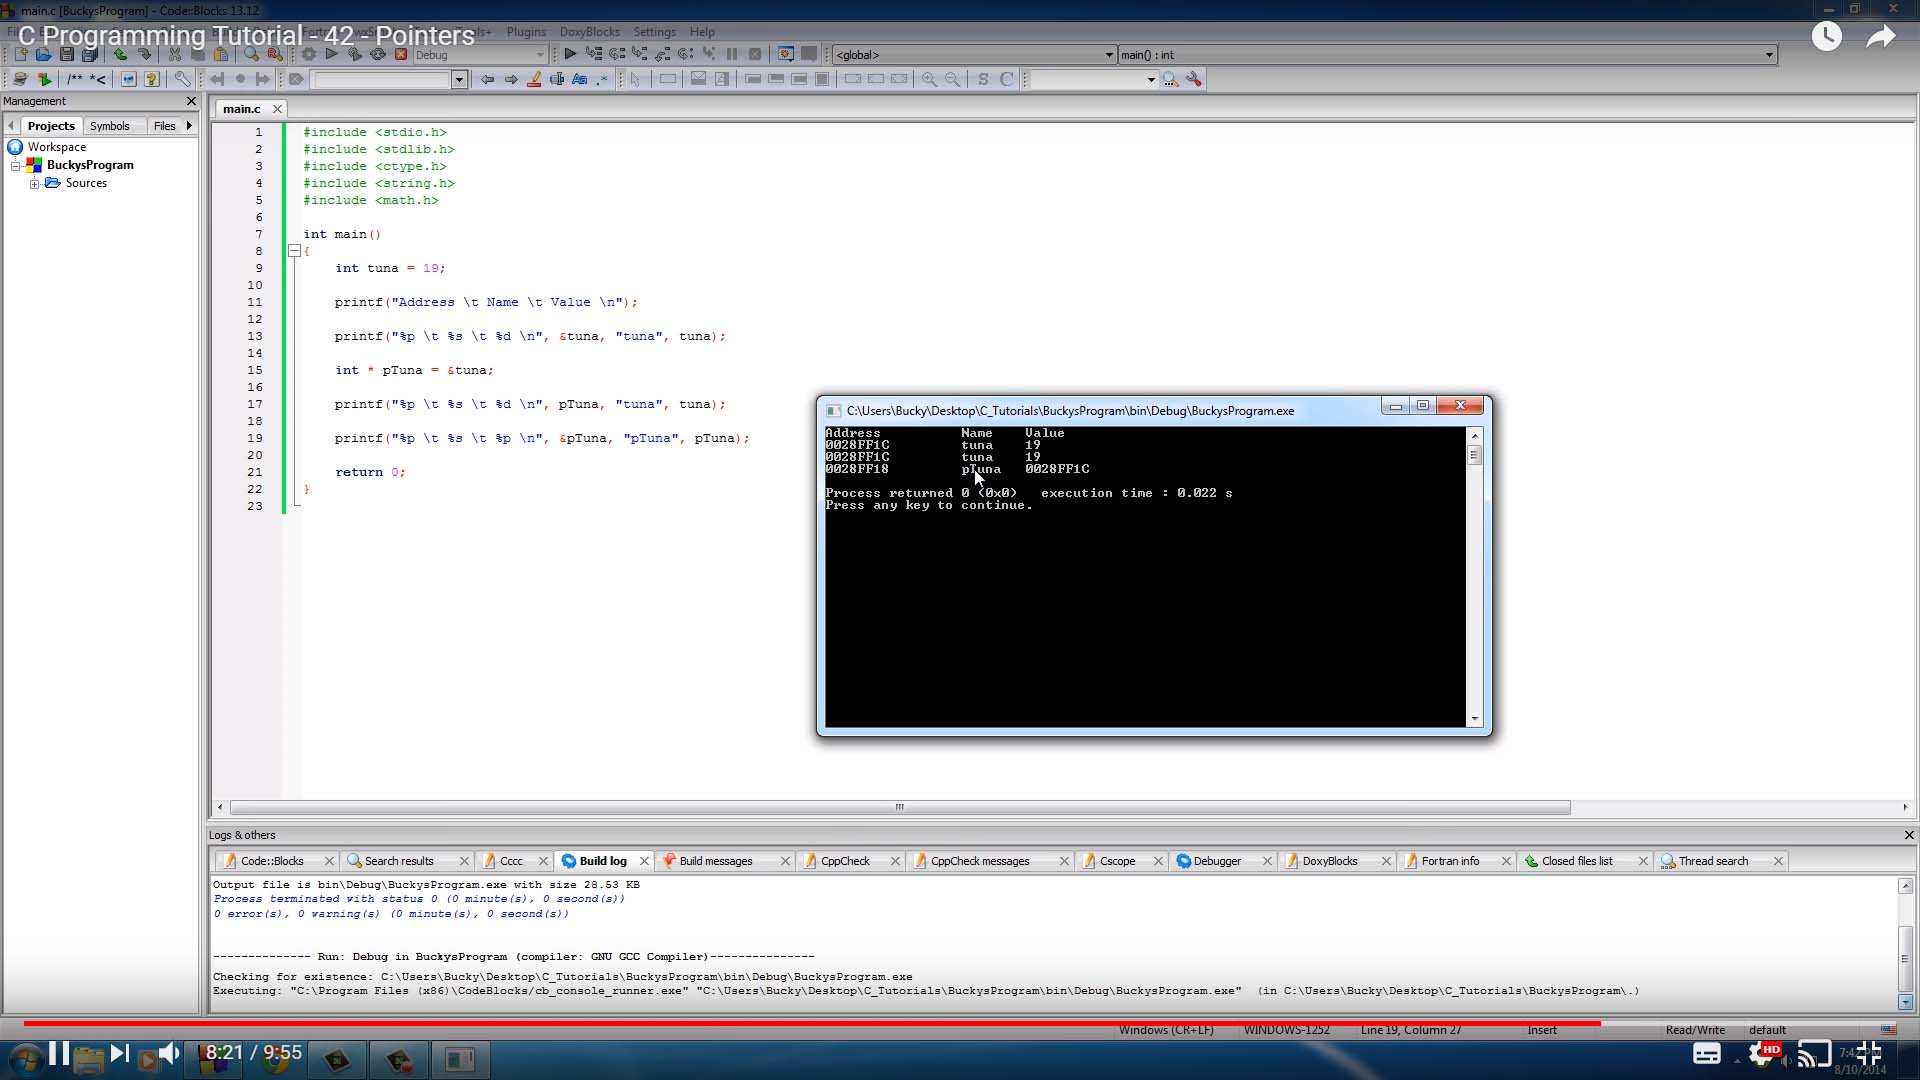 main.c [BuckysProgram] - Code::Blocks 13.12
C Programming Tutorial - 42 - Pointers
Plugins DoxyBlocks Settings Help
Debug
<global>
main() : int
/** *<
Management
Projects Symbols Files
main.c
Workspace
BuckysProgram
Sources
1 #include <stdio.h>
2 #include <stdlib.h>
3 #include <ctype.h>
4 #include <string.h>
5 #include <math.h>
6
7 int main()
8 {
9 int tuna = 19;
10
11 printf("Address \t Name \t Value \n");
12
13 printf("%p \t %s \t %d \n", &tuna, "tuna", tuna);
14
15 int * pTuna = &tuna;
16
17 printf("%p \t %s \t %d \n", pTuna, "tuna", tuna);
18
19 printf("%p \t %s \t %p \n", &pTuna, "pTuna", pTuna);
20
21 return 0;
22 }
23
C:\Users\Bucky\Desktop\C_Tutorials\BuckysProgram\bin\Debug\BuckysProgram.exe
Address Name Value
0028FF1C tuna 19
0028FF1C tuna 19
0028FF18 pTuna 0028FF1C
Process returned 0 (0x0) execution time : 0.022 s
Press any key to continue.
Logs & others
Code::Blocks Search results Cccc Build log Build messages CppCheck CppCheck messages Cscope Debugger DoxyBlocks Fortran info Closed files list Thread search
Output file is bin\Debug\BuckysProgram.exe with size 28.53 KB
Process terminated with status 0 (0 minute(s), 0 second(s))
0 error(s), 0 warning(s) (0 minute(s), 0 second(s))
-------------- Run: Debug in BuckysProgram (compiler: GNU GCC Compiler)---------------
Checking for existence: C:\Users\Bucky\Desktop\C_Tutorials\BuckysProgram\bin\Debug\BuckysProgram.exe
Executing: "C:\Program Files (x86)\CodeBlocks/cb_console_runner.exe" "C:\Users\Bucky\Desktop\C_Tutorials\BuckysProgram\bin\Debug\BuckysProgram.exe" (in C:\Users\Bucky\Desktop\C_Tutorials\BuckysProgram\.)
Windows (CR+LF) WINDOWS-1252 Line 19, Column 27 Insert Read/Write default
8:21 / 9:55
HD
8/10/2014